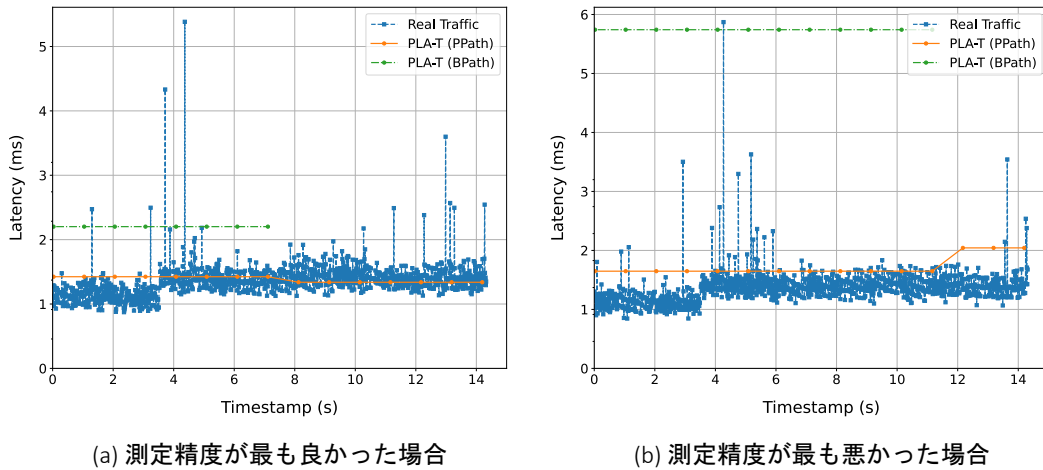 Real Traffic
PLA-T (PPath)
PLA-T (BPath)
Latency (ms)
5
4
3
2
1
0
0 2 4 6 8 10 12 14
Timestamp (s)
(a) 測定精度が最も良かった場合
Real Traffic
PLA-T (PPath)
PLA-T (BPath)
Latency (ms)
6
5
4
3
2
1
0
0 2 4 6 8 10 12 14
Timestamp (s)
(b) 測定精度が最も悪かった場合